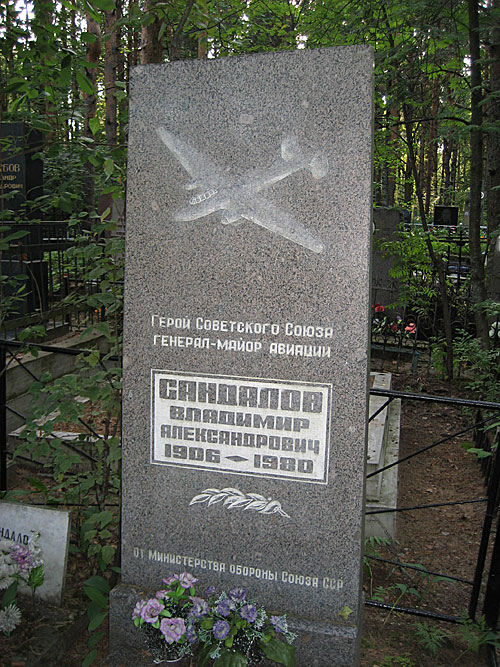 Герой Советского Союза
генерал-майор авиации
САНДАЛОВ
ВЛАДИМИР
АЛЕКСАНДРОВИЧ
1906 — 1980
от Министерства обороны Союза ССР